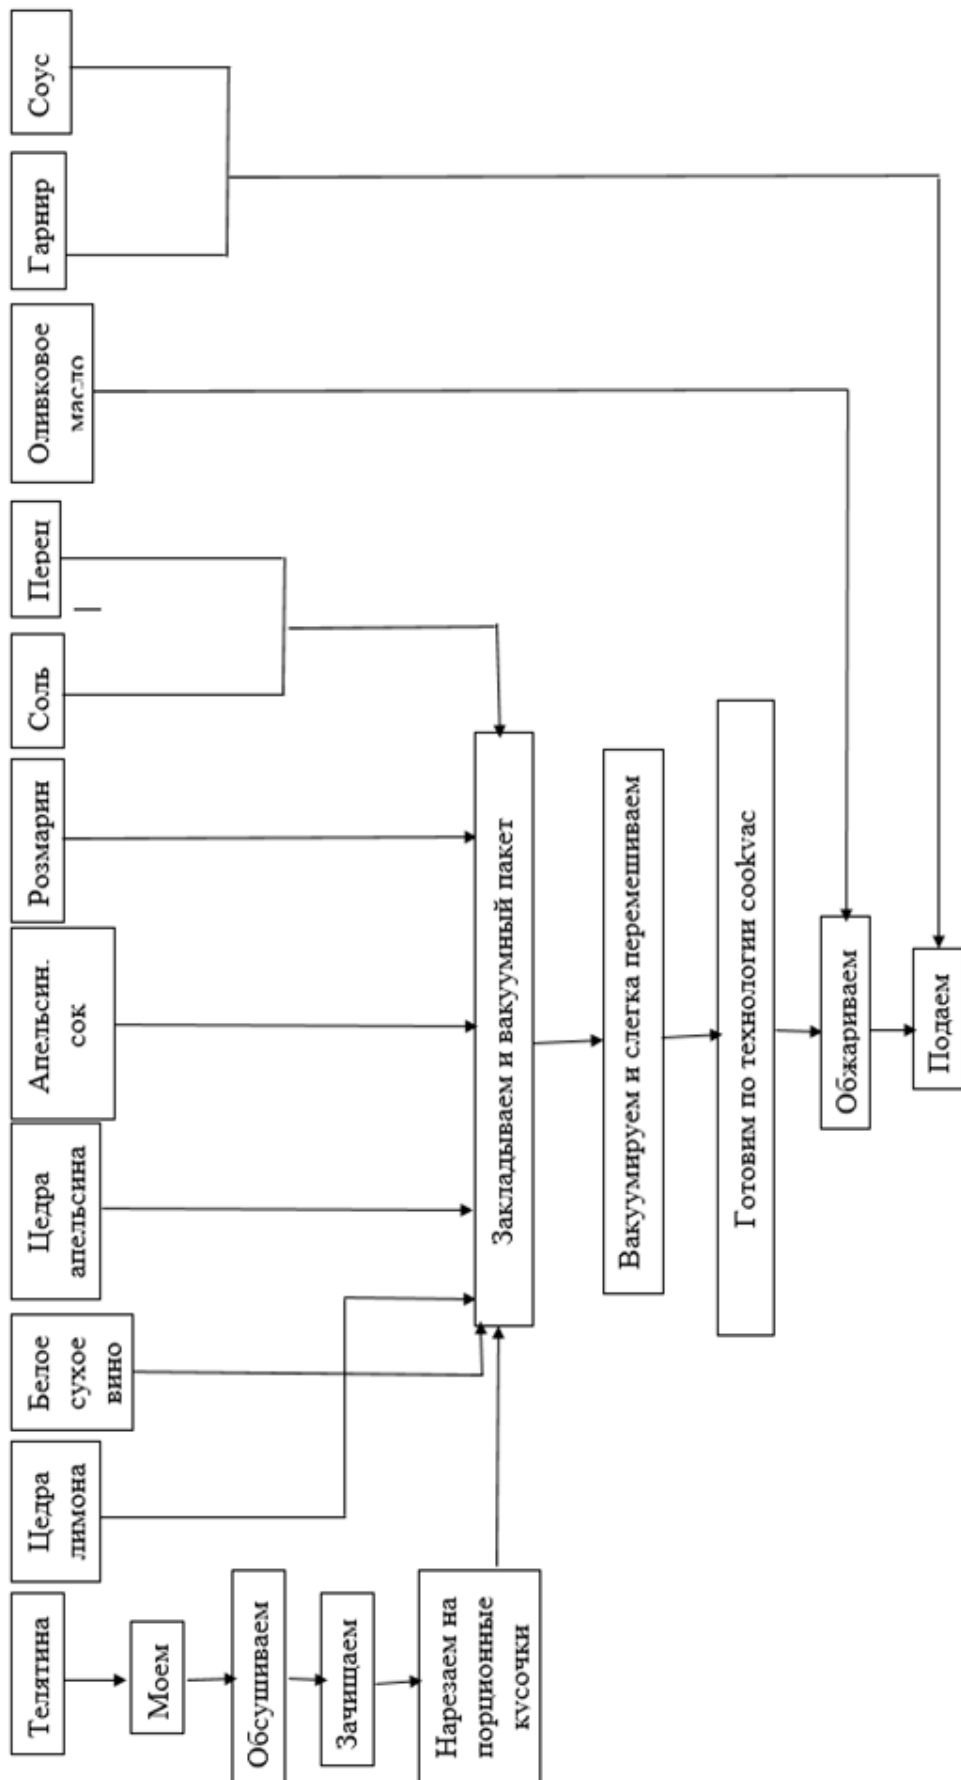 Телятина
Цедра
лимона
Белое
сухое
вино
Цедра
апельсина
Апельсин.
сок
Розмарин
Соль
Перец
Оливковое
масло
Гарнир
Соус
Моем
Обсушиваем
Зачищаем
Нарезаем на
порционные
кусочки
Закладываем и вакуумный пакет
Вакуумируем и слегка перемешиваем
Готовим по технологии cookvac
Обжариваем
Подаем